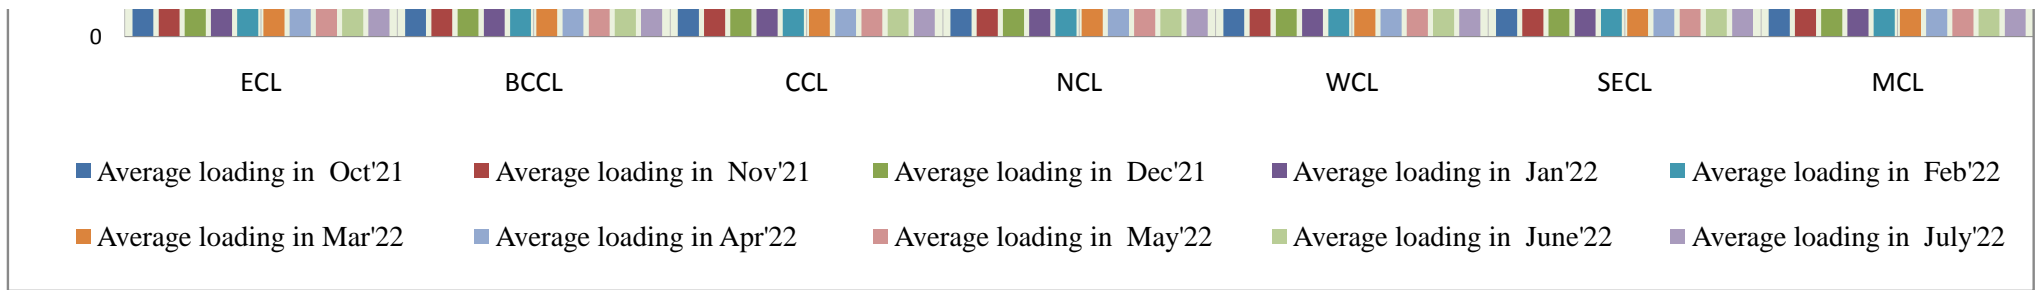 0
ECL BCCL CCL NCL WCL SECL MCL
Average loading in Oct'21 Average loading in Nov'21 Average loading in Dec'21 Average loading in Jan'22 Average loading in Feb'22
Average loading in Mar'22 Average loading in Apr'22 Average loading in May'22 Average loading in June'22 Average loading in July'22